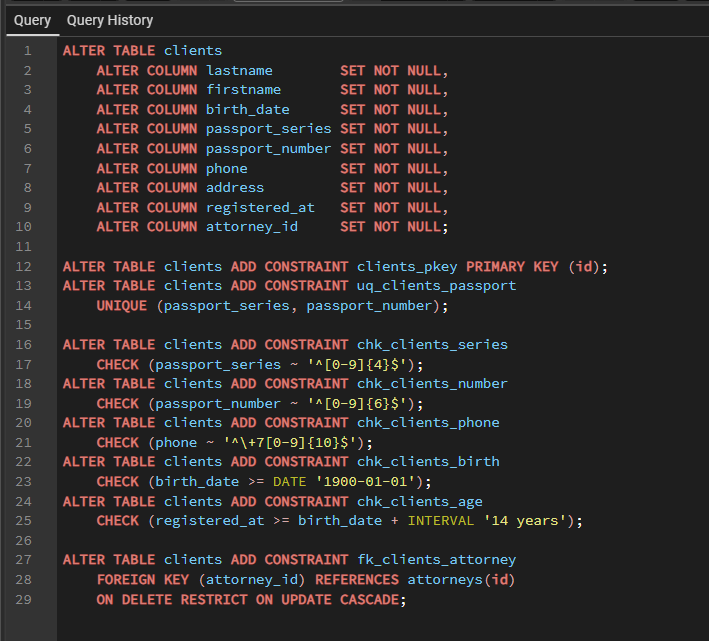 Query Query History
1 ALTER TABLE clients
2 ALTER COLUMN lastname SET NOT NULL,
3 ALTER COLUMN firstname SET NOT NULL,
4 ALTER COLUMN birth_date SET NOT NULL,
5 ALTER COLUMN passport_series SET NOT NULL,
6 ALTER COLUMN passport_number SET NOT NULL,
7 ALTER COLUMN phone SET NOT NULL,
8 ALTER COLUMN address SET NOT NULL,
9 ALTER COLUMN registered_at SET NOT NULL,
10 ALTER COLUMN attorney_id SET NOT NULL;
11
12 ALTER TABLE clients ADD CONSTRAINT clients_pkey PRIMARY KEY (id);
13 ALTER TABLE clients ADD CONSTRAINT uq_clients_passport
14 UNIQUE (passport_series, passport_number);
15
16 ALTER TABLE clients ADD CONSTRAINT chk_clients_series
17 CHECK (passport_series ~ '^[0-9]{4}$');
18 ALTER TABLE clients ADD CONSTRAINT chk_clients_number
19 CHECK (passport_number ~ '^[0-9]{6}$');
20 ALTER TABLE clients ADD CONSTRAINT chk_clients_phone
21 CHECK (phone ~ '^\+7[0-9]{10}$');
22 ALTER TABLE clients ADD CONSTRAINT chk_clients_birth
23 CHECK (birth_date >= DATE '1900-01-01');
24 ALTER TABLE clients ADD CONSTRAINT chk_clients_age
25 CHECK (registered_at >= birth_date + INTERVAL '14 years');
26
27 ALTER TABLE clients ADD CONSTRAINT fk_clients_attorney
28 FOREIGN KEY (attorney_id) REFERENCES attorneys(id)
29 ON DELETE RESTRICT ON UPDATE CASCADE;